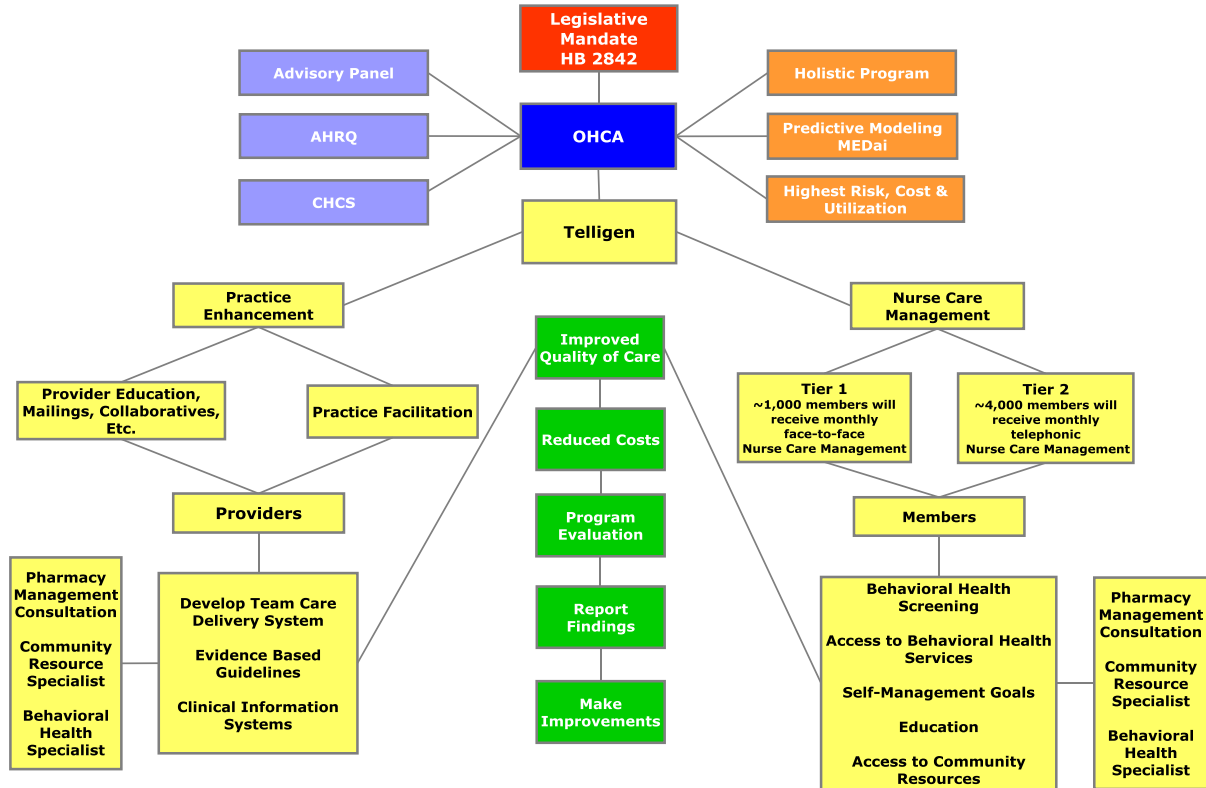 Legislative
Mandate
HB 2842
Advisory Panel
AHRQ
CHCS
OHCA
Holistic Program
Predictive Modeling
MEDai
Highest Risk, Cost &
Utilization
Telligen
Practice
Enhancement
Nurse Care
Management
Provider Education,
Mailings, Collaboratives,
Etc.
Practice Facilitation
Tier 1
~1,000 members will
receive monthly
face-to-face
Nurse Care Management
Tier 2
~4,000 members will
receive monthly
telephonic
Nurse Care Management
Providers
Members
Pharmacy
Management
Consultation
Community
Resource
Specialist
Behavioral
Health
Specialist
Develop Team Care
Delivery System
Evidence Based
Guidelines
Clinical Information
Systems
Improved
Quality of Care
Reduced Costs
Program
Evaluation
Report
Findings
Make
Improvements
Behavioral Health
Screening
Access to Behavioral Health
Services
Self-Management Goals
Education
Access to Community
Resources
Pharmacy
Management
Consultation
Community
Resource
Specialist
Behavioral
Health
Specialist